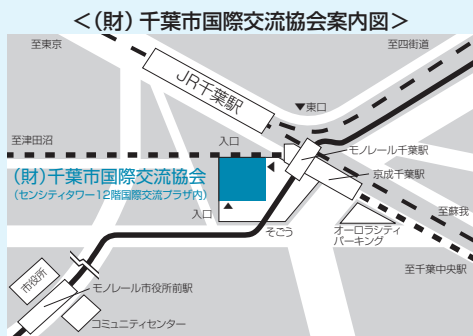 ＜(財)千葉市国際交流協会案内図＞
至東京
至四街道
JR千葉駅
▼東口
至津田沼
入口
モノレール千葉駅
(財)千葉市国際交流協会
(センシティタワー12階国際交流プラザ内)
京成千葉駅
至蘇我
入口
そごう
オーロラシティ
パーキング
至千葉中央駅
市役所
モノレール市役所前駅
コミュニティセンター